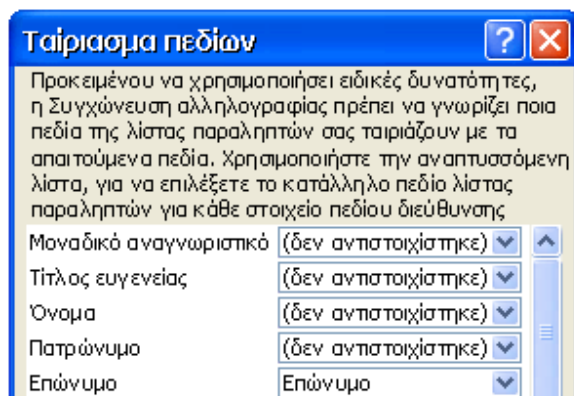 Ταίριασμα πεδίων
Προκειμένου να χρησιμοποιήσει ειδικές δυνατότητες,
η Συγχώνευση αλληλογραφίας πρέπει να γνωρίζει ποια
πεδία της λίστας παραληπτών σας ταιριάζουν με τα
απαιτούμενα πεδία. Χρησιμοποιήστε την αναπτυσσόμενη
λίστα, για να επιλέξετε το κατάλληλο πεδίο λίστας
παραληπτών για κάθε στοιχείο πεδίου διεύθυνσης
Μοναδικό αναγνωριστικό (δεν αντιστοιχίστηκε)
Τίτλος ευγενείας (δεν αντιστοιχίστηκε)
Όνομα (δεν αντιστοιχίστηκε)
Πατρώνυμο (δεν αντιστοιχίστηκε)
Επώνυμο Επώνυμο